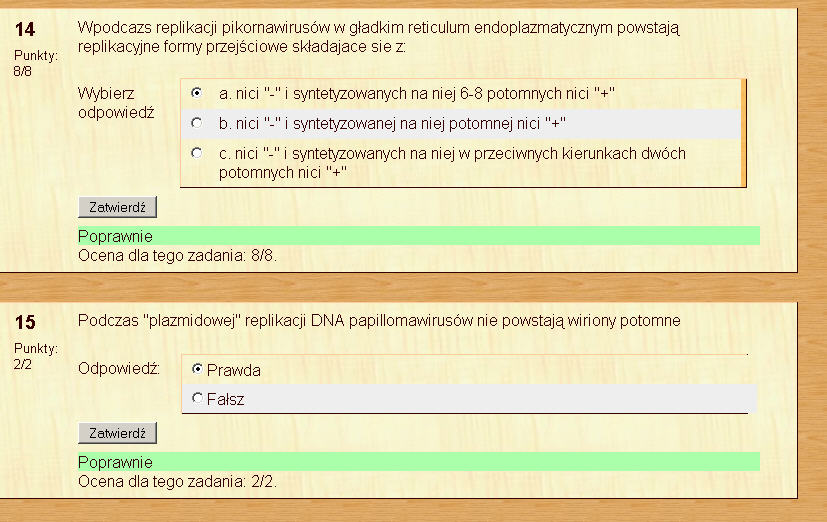 14
Wpodczazs replikacji pikornawirusów w gładkim reticulum endoplazmatycznym powstają
replikacyjne formy przejściowe składajace sie z:
Punkty:
8/8
Wybierz
odpowiedź
a. nici "-" i syntetyzowanych na niej 6-8 potomnych nici "+"
b. nici "-" i syntetyzowanej na niej potomnej nici "+"
c. nici "-" i syntetyzowanych na niej w przeciwnych kierunkach dwóch
potomnych nici "+"
Zatwierdź
Poprawnie
Ocena dla tego zadania: 8/8.
15
Podczas "plazmidowej" replikacji DNA papillomawirusów nie powstają wiriony potomne
Punkty:
2/2
Odpowiedź:
Prawda
Fałsz
Zatwierdź
Poprawnie
Ocena dla tego zadania: 2/2.